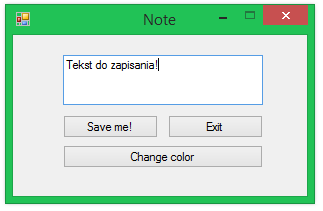 Note
Tekst do zapisania!
Save me!
Exit
Change color